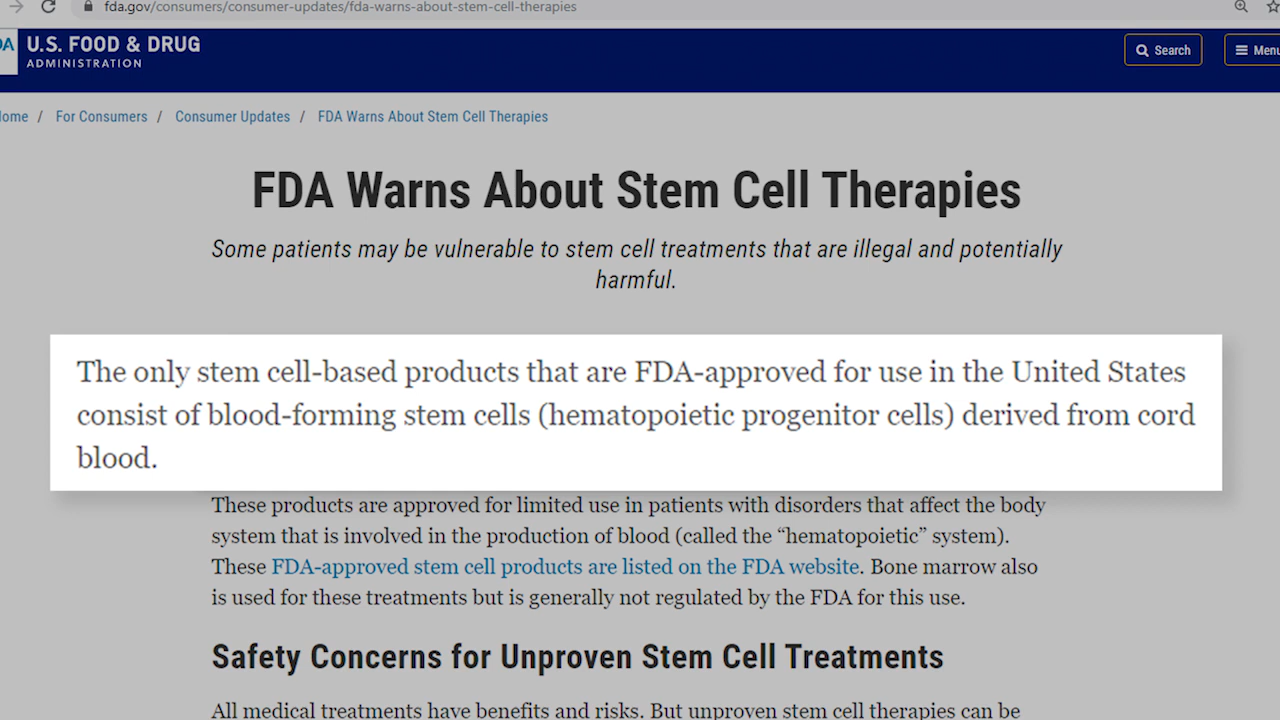 fda.gov/consumers/consumer-updates/fda-warns-about-stem-cell-therapies
DA U.S. FOOD & DRUG
ADMINISTRATION
Search
Menu
Home / For Consumers / Consumer Updates / FDA Warns About Stem Cell Therapies
FDA Warns About Stem Cell Therapies
Some patients may be vulnerable to stem cell treatments that are illegal and potentially
harmful.
The only stem cell-based products that are FDA-approved for use in the United States
consist of blood-forming stem cells (hematopoietic progenitor cells) derived from cord
blood.
These products are approved for limited use in patients with disorders that affect the body
system that is involved in the production of blood (called the “hematopoietic” system).
These FDA-approved stem cell products are listed on the FDA website. Bone marrow also
is used for these treatments but is generally not regulated by the FDA for this use.
Safety Concerns for Unproven Stem Cell Treatments
All medical treatments have benefits and risks. But unproven stem cell therapies can be